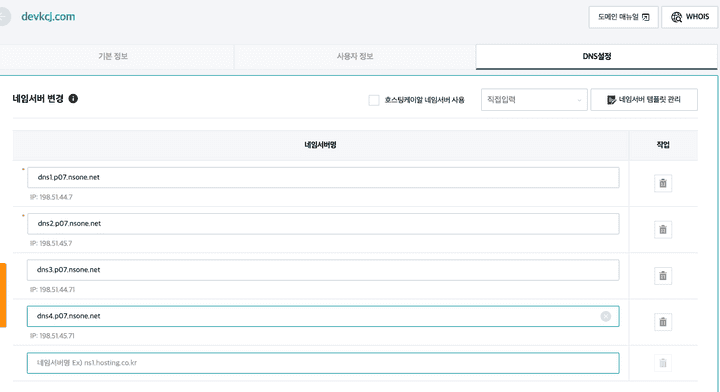 devkcj.com
도메인 매뉴얼
WHOIS
기본 정보
사용자 정보
DNS설정
네임서버 변경
호스팅케이알 네임서버 사용
직접입력
네임서버 템플릿 관리
네임서버명
작업
* dns1.p07.nsone.net
IP: 198.51.44.7
* dns2.p07.nsone.net
IP: 198.51.45.7
dns3.p07.nsone.net
IP: 198.51.44.71
dns4.p07.nsone.net
IP: 198.51.45.71
네임서버명 Ex) ns1.hosting.co.kr